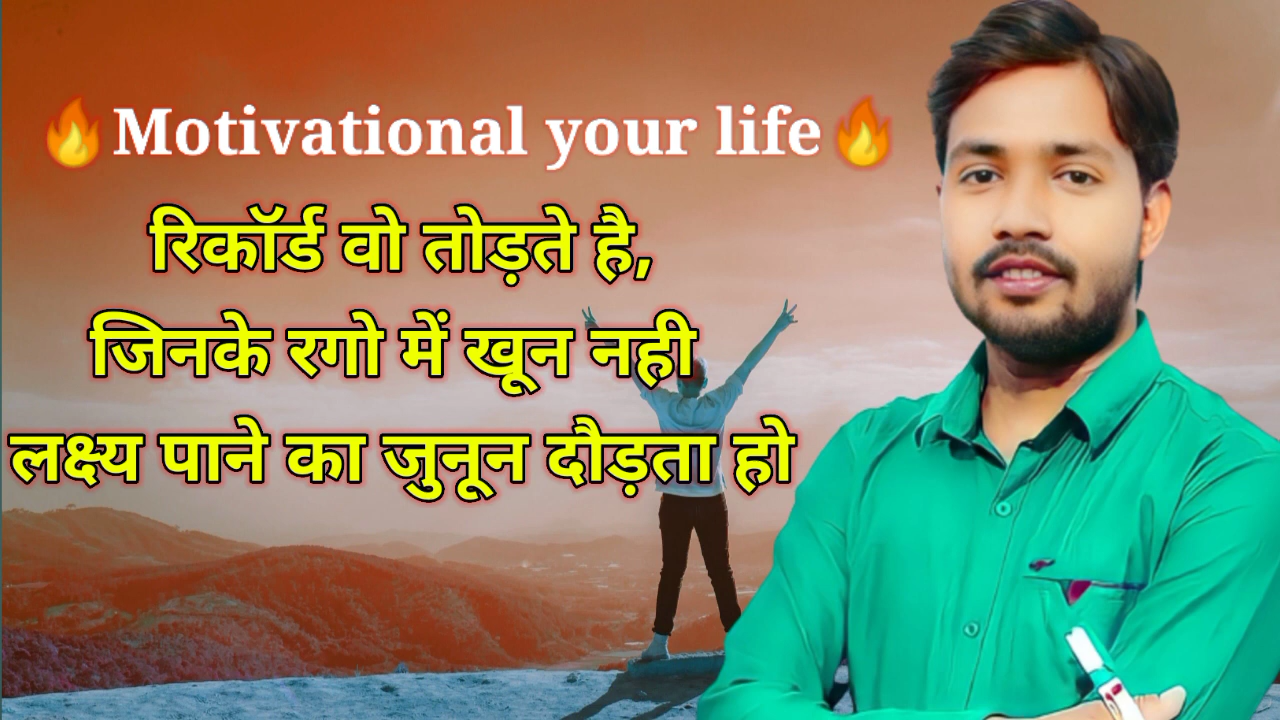 🔥Motivational your life🔥
रिकॉर्ड वो तोड़ते है,
जिनके रगो में खून नही
लक्ष्य पाने का जुनून दौड़ता हो